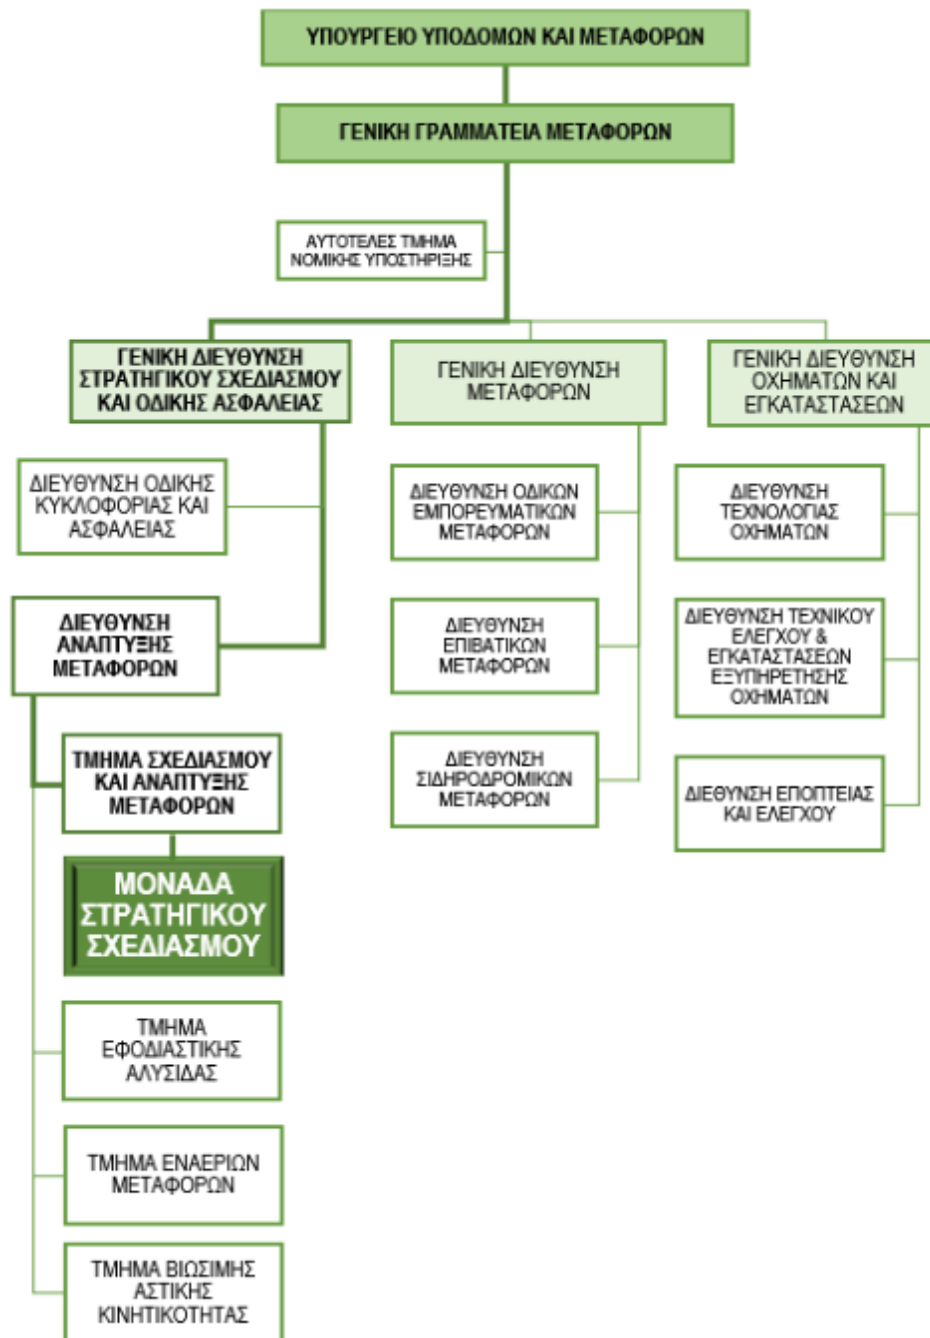 ΥΠΟΥΡΓΕΙΟ ΥΠΟΔΟΜΩΝ ΚΑΙ ΜΕΤΑΦΟΡΩΝ
ΓΕΝΙΚΗ ΓΡΑΜΜΑΤΕΙΑ ΜΕΤΑΦΟΡΩΝ
ΑΥΤΟΤΕΛΕΣ ΤΜΗΜΑ
ΝΟΜΙΚΗΣ ΥΠΟΣΤΗΡΙΞΗΣ
ΓΕΝΙΚΗ ΔΙΕΥΘΥΝΣΗ
ΣΤΡΑΤΗΓΙΚΟΥ ΣΧΕΔΙΑΣΜΟΥ
ΚΑΙ ΟΔΙΚΗΣ ΑΣΦΑΛΕΙΑΣ
ΔΙΕΥΘΥΝΣΗ ΟΔΙΚΗΣ
ΚΥΚΛΟΦΟΡΙΑΣ ΚΑΙ
ΑΣΦΑΛΕΙΑΣ
ΔΙΕΥΘΥΝΣΗ
ΑΝΑΠΤΥΞΗΣ
ΜΕΤΑΦΟΡΩΝ
ΤΜΗΜΑ ΣΧΕΔΙΑΣΜΟΥ
ΚΑΙ ΑΝΑΠΤΥΞΗΣ
ΜΕΤΑΦΟΡΩΝ
ΜΟΝΑΔΑ
ΣΤΡΑΤΗΓΙΚΟΥ
ΣΧΕΔΙΑΣΜΟΥ
ΤΜΗΜΑ
ΕΦΟΔΙΑΣΤΙΚΗΣ
ΑΛΥΣΙΔΑΣ
ΤΜΗΜΑ ΕΝΑΕΡΙΩΝ
ΜΕΤΑΦΟΡΩΝ
ΤΜΗΜΑ ΒΙΩΣΙΜΗΣ
ΑΣΤΙΚΗΣ
ΚΙΝΗΤΙΚΟΤΗΤΑΣ
ΓΕΝΙΚΗ ΔΙΕΥΘΥΝΣΗ
ΜΕΤΑΦΟΡΩΝ
ΔΙΕΥΘΥΝΣΗ ΟΔΙΚΩΝ
ΕΜΠΟΡΕΥΜΑΤΙΚΩΝ
ΜΕΤΑΦΟΡΩΝ
ΔΙΕΥΘΥΝΣΗ
ΕΠΙΒΑΤΙΚΩΝ
ΜΕΤΑΦΟΡΩΝ
ΔΙΕΥΘΥΝΣΗ
ΣΙΔΗΡΟΔΡΟΜΙΚΩΝ
ΜΕΤΑΦΟΡΩΝ
ΓΕΝΙΚΗ ΔΙΕΥΘΥΝΣΗ
ΟΧΗΜΑΤΩΝ ΚΑΙ
ΕΓΚΑΤΑΣΤΑΣΕΩΝ
ΔΙΕΥΘΥΝΣΗ
ΤΕΧΝΟΛΟΓΙΑΣ
ΟΧΗΜΑΤΩΝ
ΔΙΕΥΘΥΝΣΗ ΤΕΧΝΙΚΟΥ
ΕΛΕΓΧΟΥ &
ΕΓΚΑΤΑΣΤΑΣΕΩΝ
ΕΞΥΠΗΡΕΤΗΣΗΣ
ΟΧΗΜΑΤΩΝ
ΔΙΕΘΥΝΣΗ ΕΠΟΠΤΕΙΑΣ
ΚΑΙ ΕΛΕΓΧΟΥ